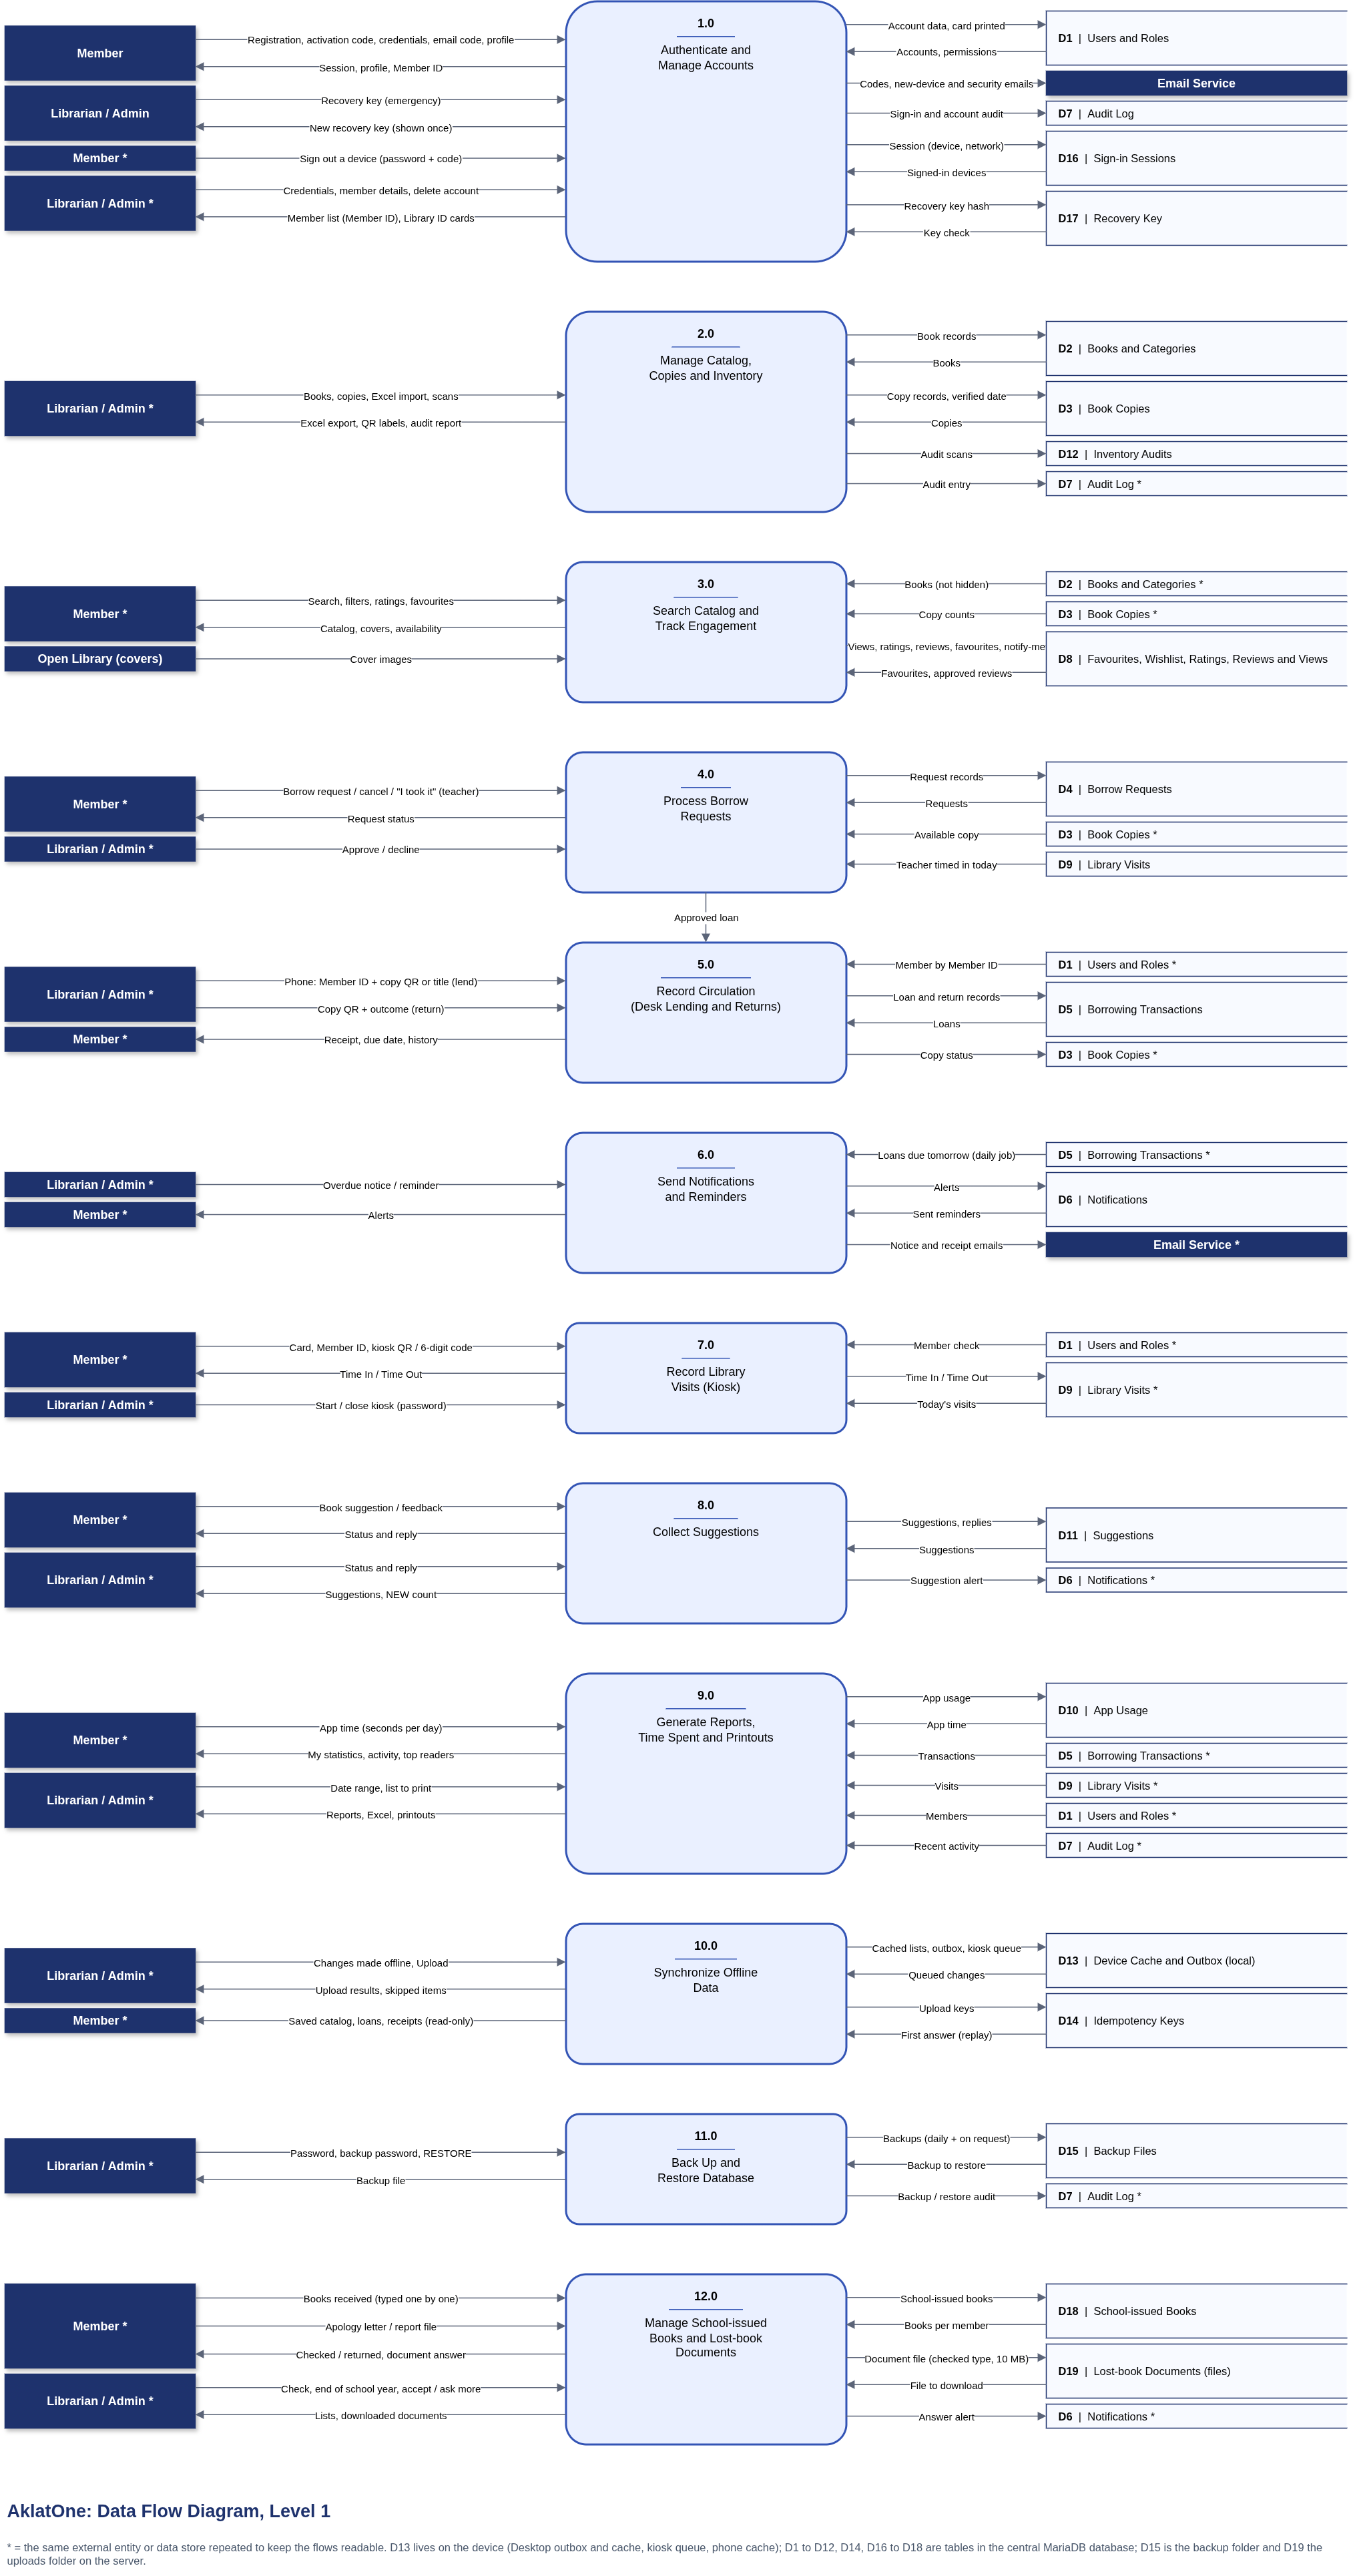 1.0
Authenticate and
Manage Accounts
Member
Registration, activation code, credentials, email code, profile
Session, profile, Member ID
Librarian / Admin
Recovery key (emergency)
New recovery key (shown once)
Member *
Sign out a device (password + code)
Librarian / Admin *
Credentials, member details, delete account
Member list (Member ID), Library ID cards
Account data, card printed
Accounts, permissions
D1 | Users and Roles
Codes, new-device and security emails
Email Service
Sign-in and account audit
D7 | Audit Log
Session (device, network)
Signed-in devices
D16 | Sign-in Sessions
Recovery key hash
Key check
D17 | Recovery Key
2.0
Manage Catalog,
Copies and Inventory
Librarian / Admin *
Books, copies, Excel import, scans
Excel export, QR labels, audit report
Book records
Books
D2 | Books and Categories
Copy records, verified date
Copies
D3 | Book Copies
Audit scans
D12 | Inventory Audits
Audit entry
D7 | Audit Log *
3.0
Search Catalog and
Track Engagement
Member *
Search, filters, ratings, favourites
Catalog, covers, availability
Open Library (covers)
Cover images
Books (not hidden)
D2 | Books and Categories *
Copy counts
D3 | Book Copies *
Views, ratings, reviews, favourites, notify-me
Favourites, approved reviews
D8 | Favourites, Wishlist, Ratings, Reviews and Views
4.0
Process Borrow
Requests
Member *
Borrow request / cancel / "I took it" (teacher)
Request status
Librarian / Admin *
Approve / decline
Request records
Requests
D4 | Borrow Requests
Available copy
D3 | Book Copies *
Teacher timed in today
D9 | Library Visits
Approved loan
5.0
Record Circulation
(Desk Lending and Returns)
Librarian / Admin *
Phone: Member ID + copy QR or title (lend)
Copy QR + outcome (return)
Member *
Receipt, due date, history
Member by Member ID
D1 | Users and Roles *
Loan and return records
Loans
D5 | Borrowing Transactions
Copy status
D3 | Book Copies *
6.0
Send Notifications
and Reminders
Librarian / Admin *
Overdue notice / reminder
Member *
Alerts
Loans due tomorrow (daily job)
D5 | Borrowing Transactions *
Alerts
Sent reminders
D6 | Notifications
Notice and receipt emails
Email Service *
7.0
Record Library
Visits (Kiosk)
Member *
Card, Member ID, kiosk QR / 6-digit code
Time In / Time Out
Librarian / Admin *
Start / close kiosk (password)
Member check
D1 | Users and Roles *
Time In / Time Out
Today's visits
D9 | Library Visits *
8.0
Collect Suggestions
Member *
Book suggestion / feedback
Status and reply
Librarian / Admin *
Status and reply
Suggestions, NEW count
Suggestions, replies
Suggestions
D11 | Suggestions
Suggestion alert
D6 | Notifications *
9.0
Generate Reports,
Time Spent and Printouts
Member *
App time (seconds per day)
My statistics, activity, top readers
Librarian / Admin *
Date range, list to print
Reports, Excel, printouts
App usage
App time
D10 | App Usage
Transactions
D5 | Borrowing Transactions *
Visits
D9 | Library Visits *
Members
D1 | Users and Roles *
Recent activity
D7 | Audit Log *
10.0
Synchronize Offline
Data
Librarian / Admin *
Changes made offline, Upload
Upload results, skipped items
Member *
Saved catalog, loans, receipts (read-only)
Cached lists, outbox, kiosk queue
Queued changes
D13 | Device Cache and Outbox (local)
Upload keys
First answer (replay)
D14 | Idempotency Keys
11.0
Back Up and
Restore Database
Librarian / Admin *
Password, backup password, RESTORE
Backup file
Backups (daily + on request)
Backup to restore
D15 | Backup Files
Backup / restore audit
D7 | Audit Log *
12.0
Manage School-issued
Books and Lost-book
Documents
Member *
Books received (typed one by one)
Apology letter / report file
Checked / returned, document answer
Librarian / Admin *
Check, end of school year, accept / ask more
Lists, downloaded documents
School-issued books
Books per member
D18 | School-issued Books
Document file (checked type, 10 MB)
File to download
D19 | Lost-book Documents (files)
Answer alert
D6 | Notifications *
AklatOne: Data Flow Diagram, Level 1
* = the same external entity or data store repeated to keep the flows readable. D13 lives on the device (Desktop outbox and cache, kiosk queue, phone cache); D1 to D12, D14, D16 to D18 are tables in the central MariaDB database; D15 is the backup folder and D19 the
uploads folder on the server.